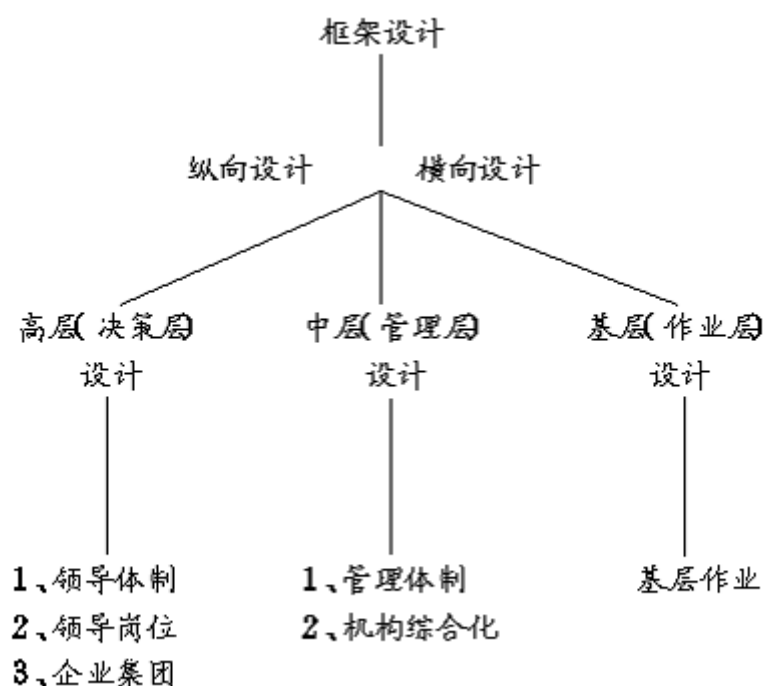 框架设计
纵向设计 横向设计
高层(决策层) 中层(管理层) 基层(作业层)
设计 设计 设计
1、领导体制 1、管理体制 基层作业
2、领导岗位 2、机构综合化
3、企业集团